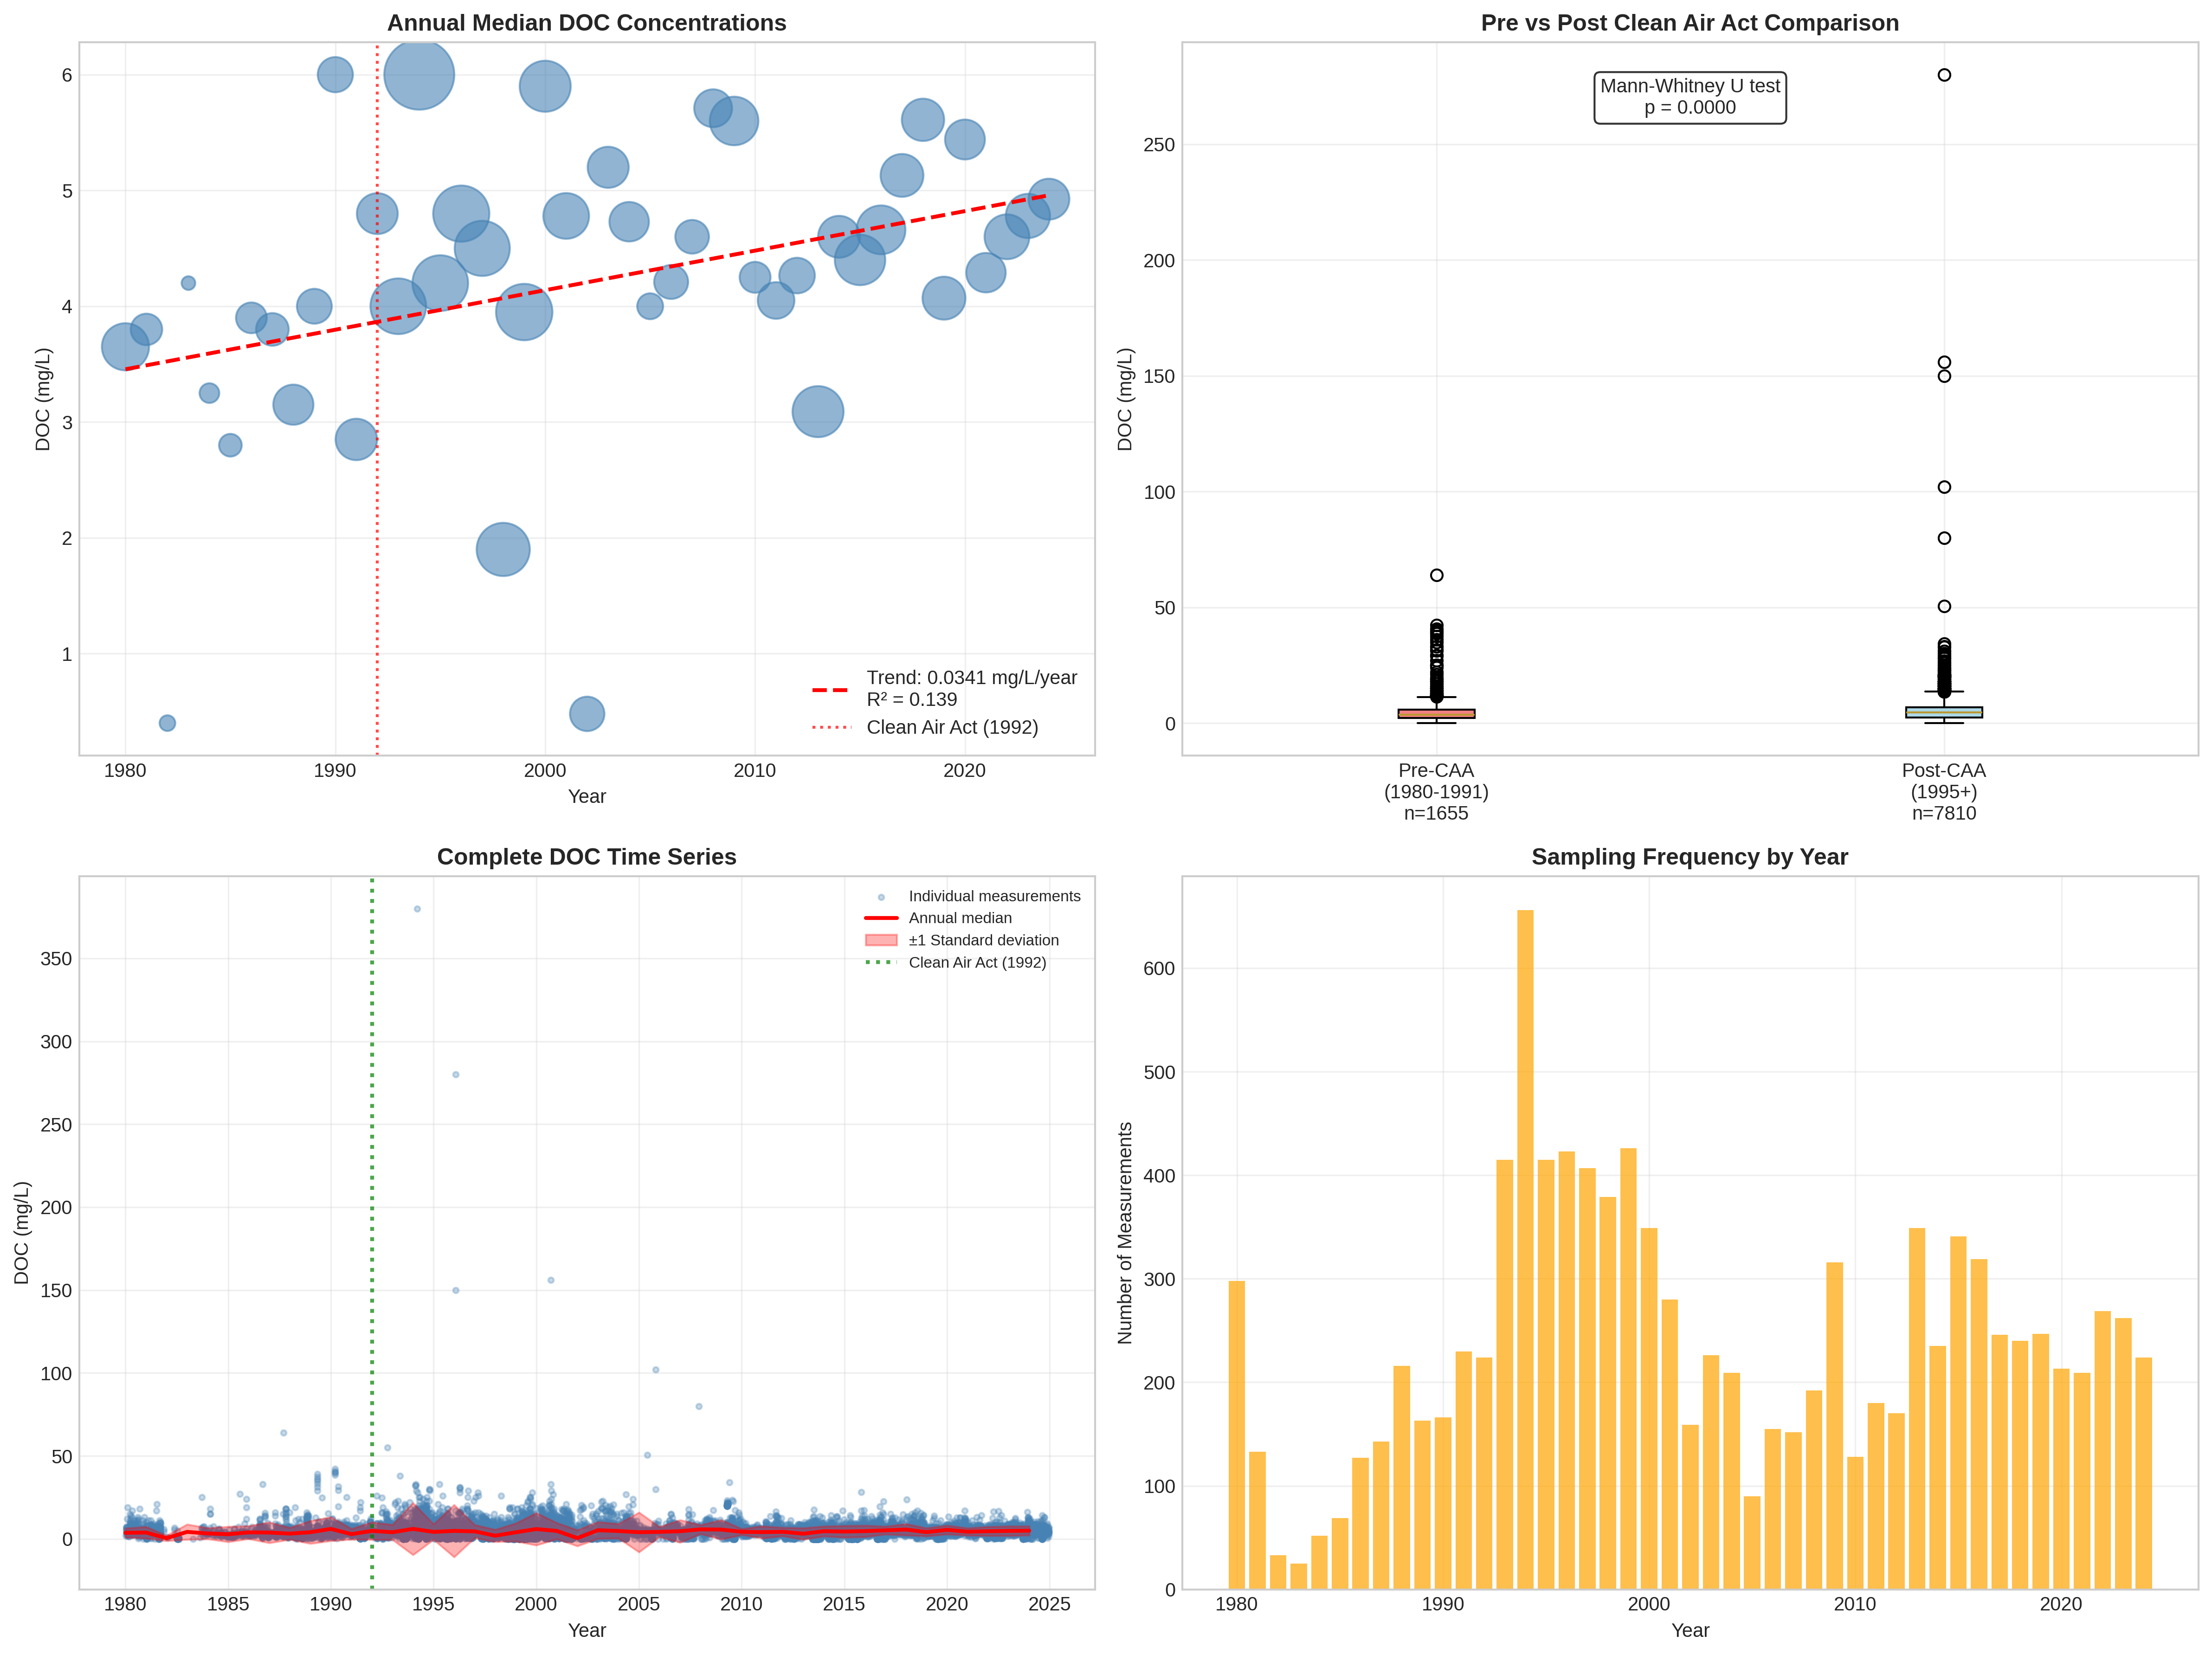 Annual Median DOC Concentrations
DOC (mg/L)
6
5
4
3
2
1
Trend: 0.0341 mg/L/year
R² = 0.139
Clean Air Act (1992)
1980
1990
2000
2010
2020
Year
Pre vs Post Clean Air Act Comparison
Mann-Whitney U test
p = 0.0000
DOC (mg/L)
250
200
150
100
50
0
Pre-CAA
(1980-1991)
n=1655
Post-CAA
(1995+)
n=7810
Complete DOC Time Series
Individual measurements
Annual median
±1 Standard deviation
Clean Air Act (1992)
DOC (mg/L)
350
300
250
200
150
100
50
0
1980
1985
1990
1995
2000
2005
2010
2015
2020
2025
Year
Sampling Frequency by Year
Number of Measurements
600
500
400
300
200
100
0
1980
1990
2000
2010
2020
Year